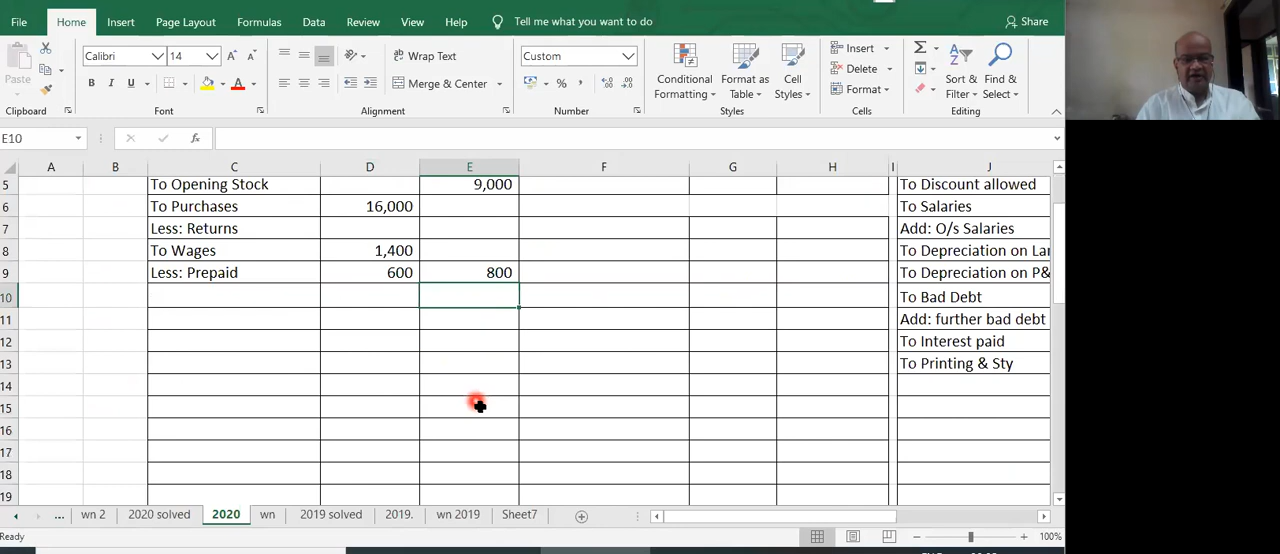 File Home Insert Page Layout Formulas Data Review View Help Tell me what you want to do Share
Calibri 14 A A Wrap Text Custom Insert
Paste B I U A Merge & Center % Conditional Formatting Format as Table Cell Styles Delete Format Sort & Filter Find & Select
Clipboard Font Alignment Number Styles Cells Editing
E10 fx
A B C D E F G H I J
5 To Opening Stock 9,000 To Discount allowed
6 To Purchases 16,000 To Salaries
7 Less: Returns Add: O/s Salaries
8 To Wages 1,400 To Depreciation on Lan
9 Less: Prepaid 600 800 To Depreciation on P&
10 To Bad Debt
11 Add: further bad debt
12 To Interest paid
13 To Printing & Sty
14
15
16
17
18
19
... wn 2 2020 solved 2020 wn 2019 solved 2019. wn 2019 Sheet7
Ready 100%